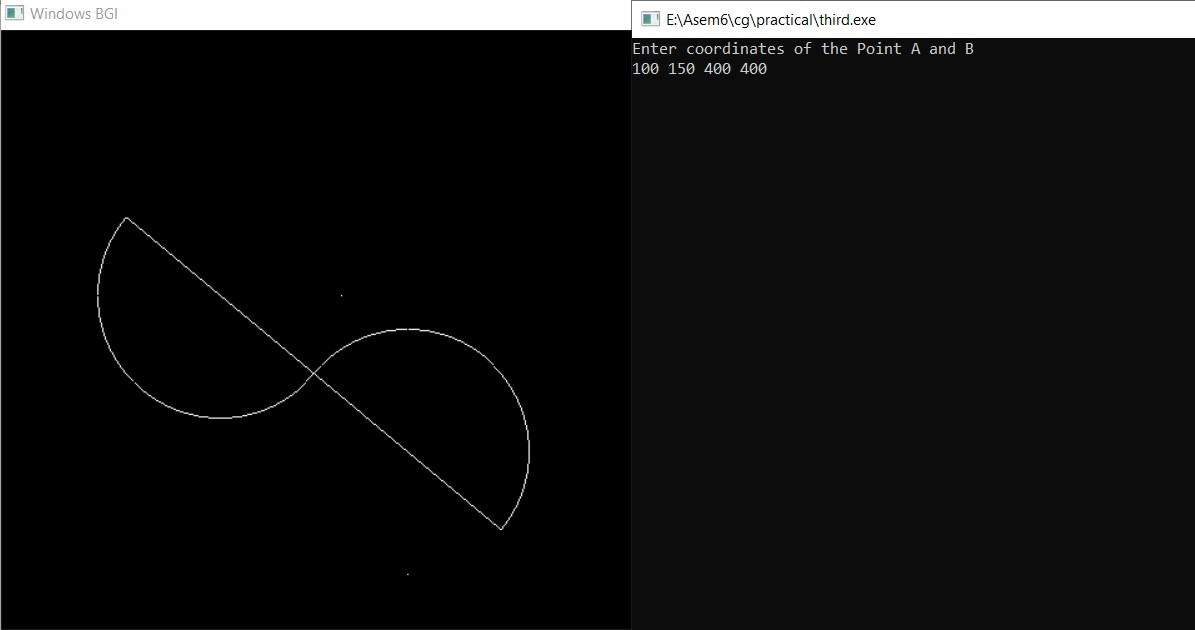 Windows BGI
E:\Asem6\cg\practical\third.exe
Enter coordinates of the Point A and B
100 150 400 400